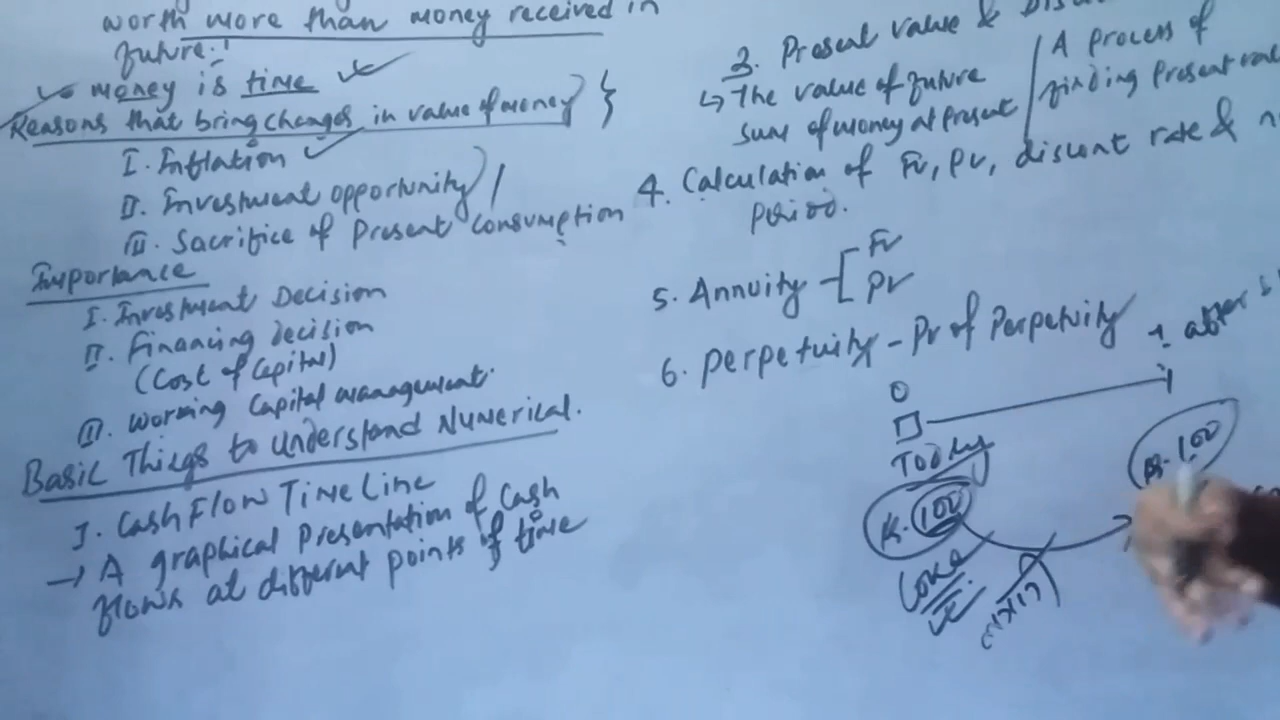 worth more than money received in
future."
money is time
Reasons that bring changes in value of money
I. Inflation
II. Investment opportunity
III. Sacrifice of Present Consumption
Importance
I. Investment Decision
II. Financing decision
(Cost of Capital)
III. Working Capital management.
Basic Things to understand Numerical.
I. Cash Flow Time Line
→ A graphical Presentation of Cash
flows at different points of time
3. Present value &
↳ The value of future
sum of money at present
A process of
finding present
4. Calculation of Fv, Pv, discount rate &
period.
5. Annuity - Fv
Pv
6. Perpetuity - Pv of Perpetuity
0
1
Today
Rs. 100
Rs. 100
Coke